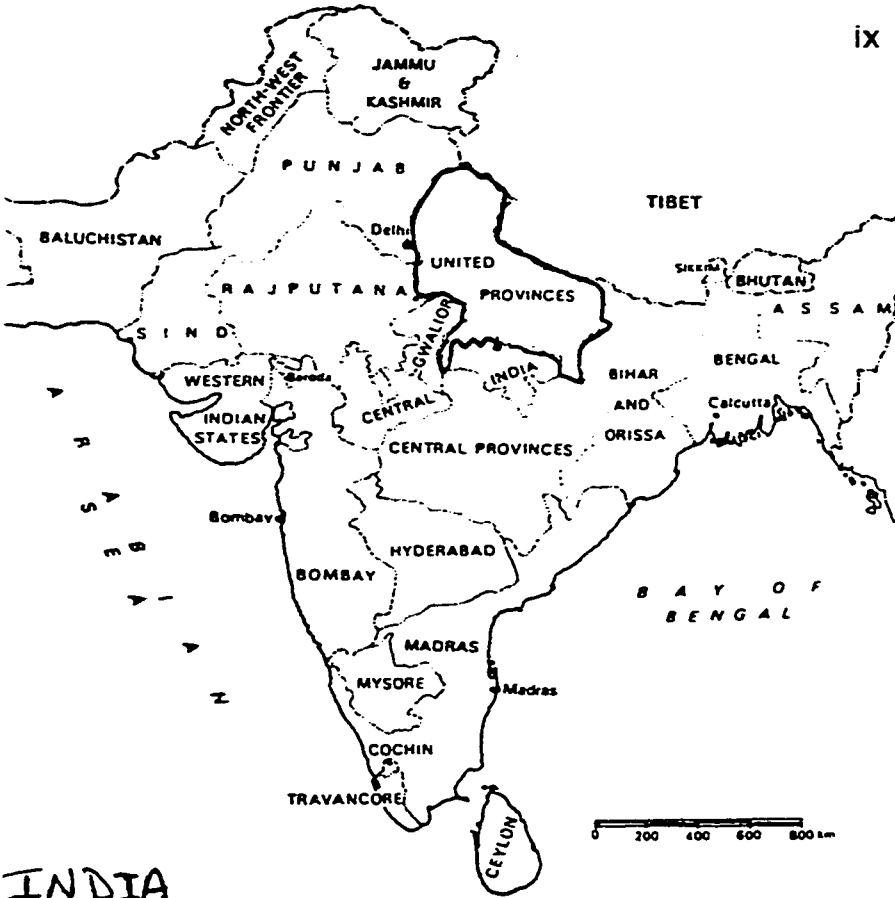 ix
JAMMU
&
KASHMIR
NORTH-WEST
FRONTIER
PUNJAB
TIBET
Delhi
BALUCHISTAN
UNITED
PROVINCES
SIKKIM
BHUTAN
RAJPUTANA
ASSAM
SIND
GWALIOR
BENGAL
WESTERN
Baroda
INDIA
BIHAR
CENTRAL
AND
Calcutta
INDIAN
STATES
ORISSA
CENTRAL PROVINCES
ARABIAN
SEA
Bombay
HYDERABAD
BOMBAY
BAY OF
BENGAL
MADRAS
MYSORE
Madras
COCHIN
TRAVANCORE
CEYLON
0 200 400 600 800 km
INDIA